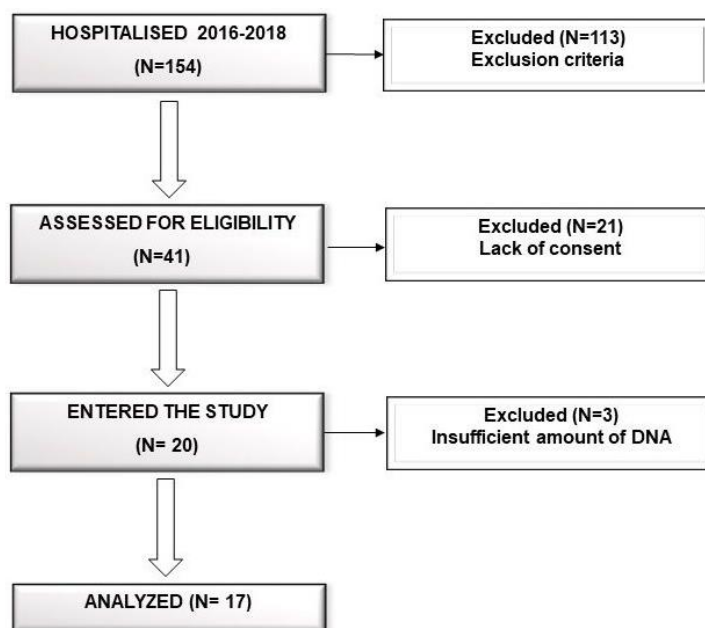 HOSPITALISED 2016-2018
(N=154)
Excluded (N=113)
Exclusion criteria
ASSESSED FOR ELIGIBILITY
(N=41)
Excluded (N=21)
Lack of consent
ENTERED THE STUDY
(N= 20)
Excluded (N=3)
Insufficient amount of DNA
ANALYZED (N= 17)